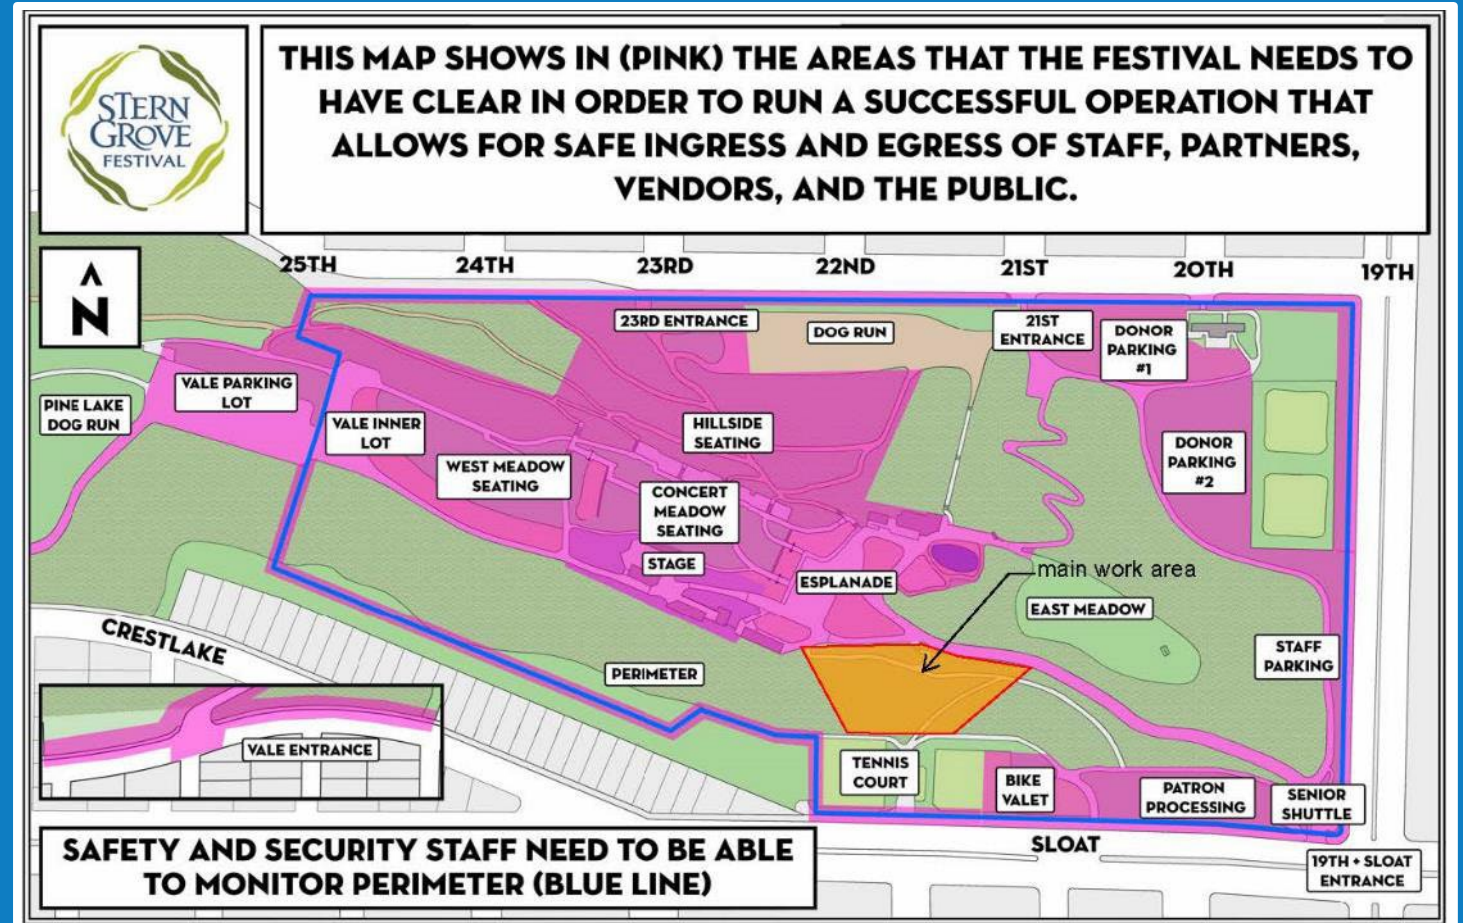 STERN
GROVE
FESTIVAL
THIS MAP SHOWS IN (PINK) THE AREAS THAT THE FESTIVAL NEEDS TO
HAVE CLEAR IN ORDER TO RUN A SUCCESSFUL OPERATION THAT
ALLOWS FOR SAFE INGRESS AND EGRESS OF STAFF, PARTNERS,
VENDORS, AND THE PUBLIC.
N
25TH
24TH
23RD
22ND
21ST
20TH
19TH
23RD ENTRANCE
DOG RUN
21ST
ENTRANCE
DONOR
PARKING
#1
VALE PARKING
LOT
PINE LAKE
DOG RUN
VALE INNER
LOT
HILLSIDE
SEATING
DONOR
PARKING
#2
WEST MEADOW
SEATING
CONCERT
MEADOW
SEATING
STAGE
ESPLANADE
main work area
EAST MEADOW
CRESTLAKE
PERIMETER
STAFF
PARKING
VALE ENTRANCE
TENNIS
COURT
BIKE
VALET
PATRON
PROCESSING
SENIOR
SHUTTLE
SLOAT
19TH + SLOAT
ENTRANCE
SAFETY AND SECURITY STAFF NEED TO BE ABLE
TO MONITOR PERIMETER (BLUE LINE)